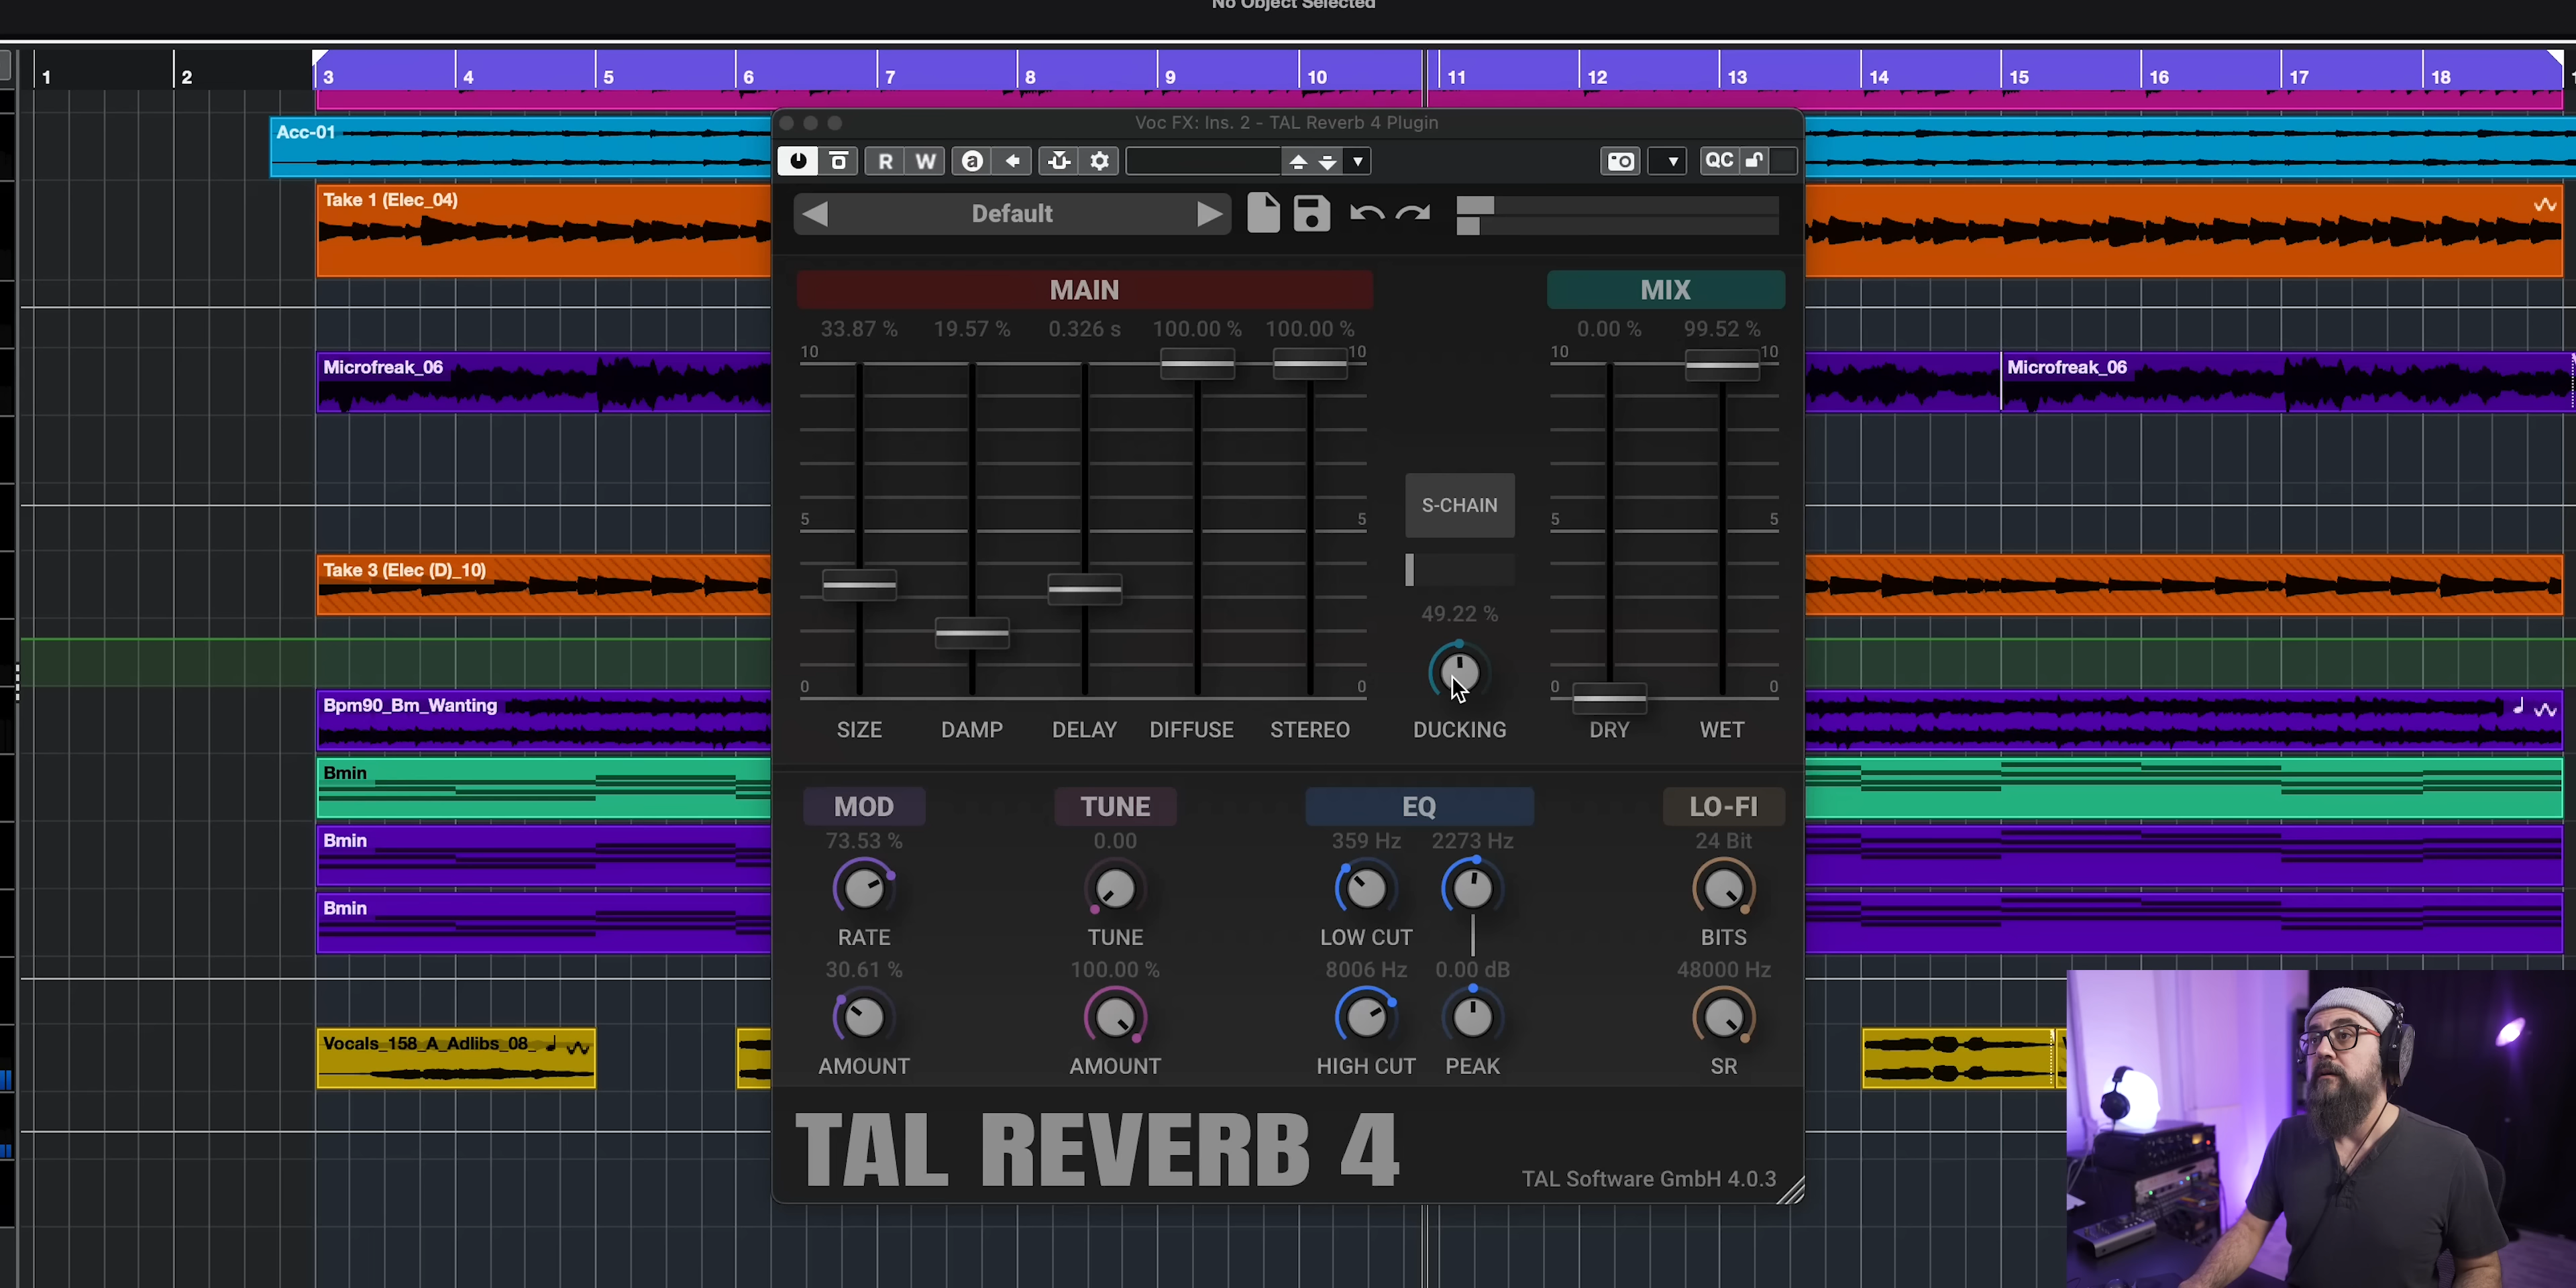 No Object Selected
1 2 3 4 5 6 7 8 9 10 11 12 13 14 15 16 17 18
Voc FX: Ins. 2 - TAL Reverb 4 Plugin
Acc-01
R W a QC
Take 1 (Elec_04)
Default
MAIN MIX
33.87 % 19.57 % 0.326 s 100.00 % 100.00 % 0.00 % 99.52 %
10 10 10 10
Microfreak_06 Microfreak_06
S-CHAIN
5 5 5 5
Take 3 (Elec (D)_10)
49.22 %
0 0 0 0
Bpm90_Bm_Wanting
SIZE DAMP DELAY DIFFUSE STEREO DUCKING DRY WET
Bmin
MOD TUNE EQ LO-FI
73.53 % 0.00 359 Hz 2273 Hz 24 Bit
Bmin
Bmin
RATE TUNE LOW CUT BITS
30.61 % 100.00 % 8006 Hz 0.00 dB 48000 Hz
Vocals_158_A_Adlibs_08_
AMOUNT AMOUNT HIGH CUT PEAK SR
TAL REVERB 4
TAL Software GmbH 4.0.3